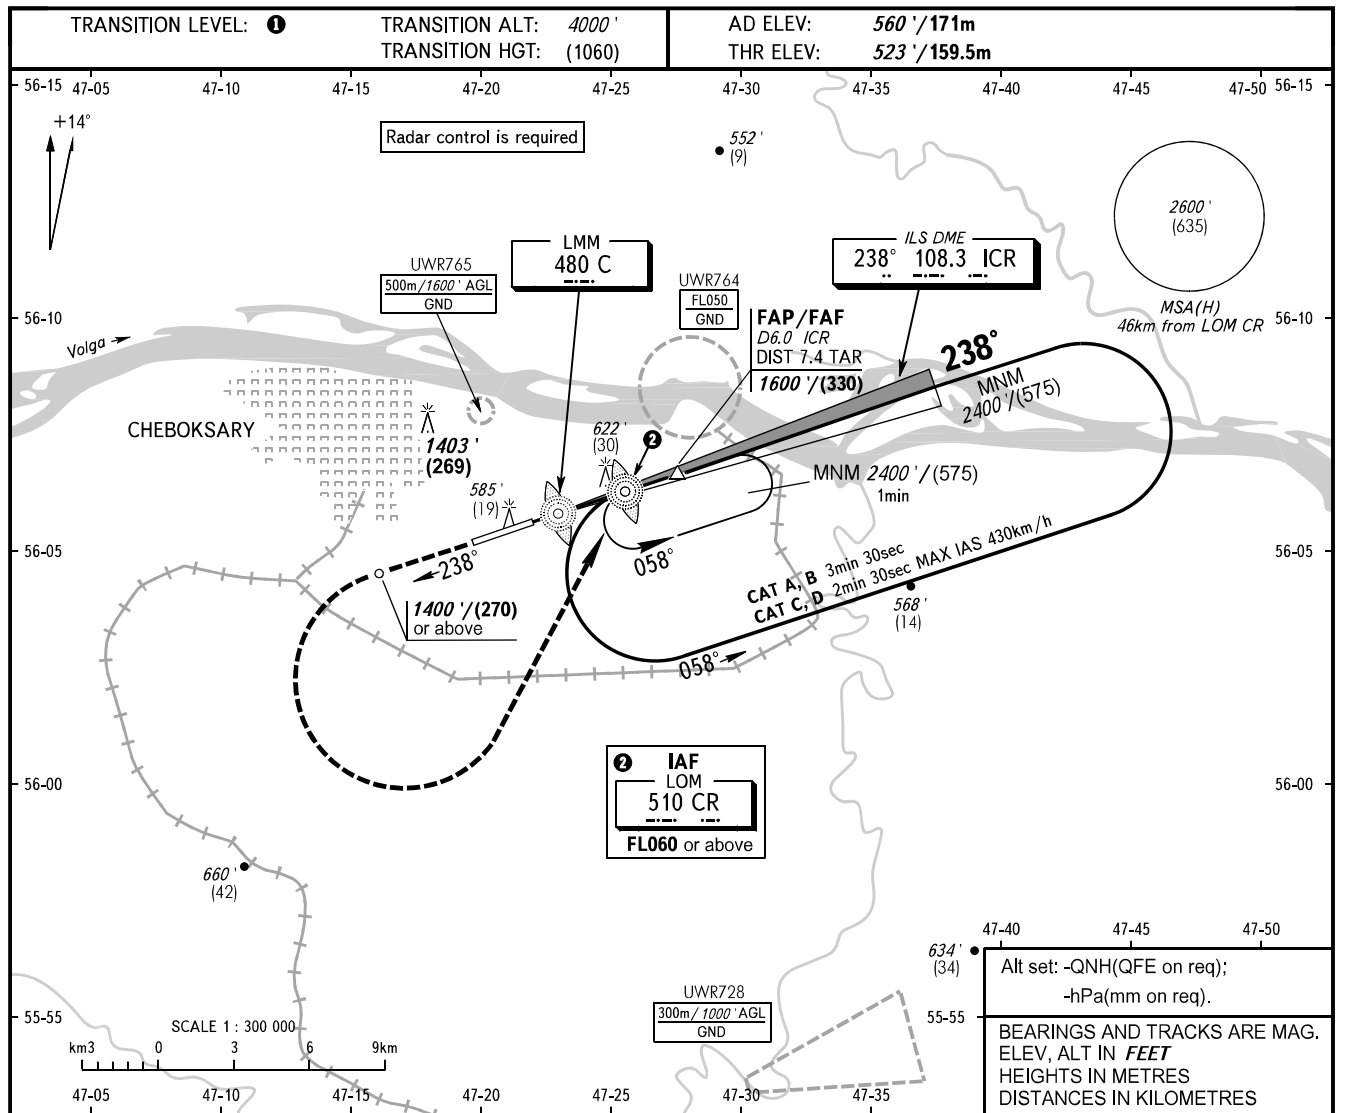 TRANSITION LEVEL: ❶ TRANSITION ALT: 4000 ' AD ELEV: 560 '/171m
TRANSITION HGT: (1060) THR ELEV: 523 '/159.5m
56-15 47-05 47-10 47-15 47-20 47-25 47-30 47-35 47-40 47-45 47-50 56-15
+14°
Radar control is required
552 '
(9)
2600 '
(635)
MSA(H)
46km from LOM CR
LMM
480 C
ILS DME
238° 108.3 ICR
UWR765
500m/1600 ' AGL
GND
UWR764
FL050
GND
FAP/FAF
D6.0 ICR
DIST 7.4 TAR
1600 '/(330)
56-10 56-10
Volga
238°
MNM
2400 '/(575)
CHEBOKSARY
1403 '
(269)
622 '
(30)
❷
585 '
(19)
MNM 2400 '/(575)
1min
56-05 56-05
238°
058°
CAT A, B 3min 30sec
CAT C, D 2min 30sec MAX IAS 430km/h
1400 '/(270)
or above
568 '
(14)
058°
❷ IAF
LOM
510 CR
FL060 or above
56-00 56-00
660 '
(42)
47-40 47-45 47-50
634 '
(34)
Alt set: -QNH(QFE on req);
-hPa(mm on req).
UWR728
300m/1000 ' AGL
GND
55-55 55-55
SCALE 1 : 300 000
km3 0 3 6 9km
BEARINGS AND TRACKS ARE MAG.
ELEV, ALT IN FEET
HEIGHTS IN METRES
DISTANCES IN KILOMETRES
47-05 47-10 47-15 47-20 47-25 47-30 47-35